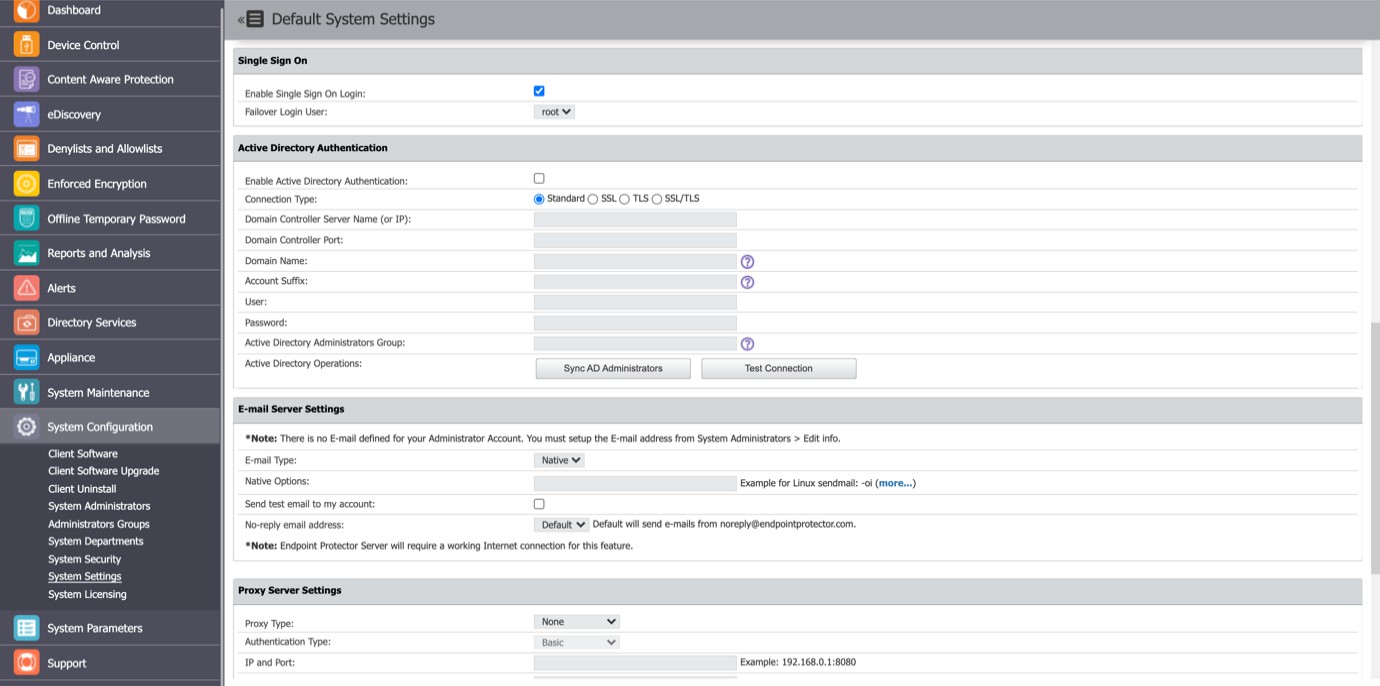 Dashboard
Device Control
Content Aware Protection
eDiscovery
Denylists and Allowlists
Enforced Encryption
Offline Temporary Password
Reports and Analysis
Alerts
Directory Services
Appliance
System Maintenance
System Configuration
Client Software
Client Software Upgrade
Client Uninstall
System Administrators
Administrators Groups
System Departments
System Security
System Settings
System Licensing
System Parameters
Support
« Default System Settings
Single Sign On
Enable Single Sign On Login:
Failover Login User: root
Active Directory Authentication
Enable Active Directory Authentication:
Connection Type: Standard SSL TLS SSL/TLS
Domain Controller Server Name (or IP):
Domain Controller Port:
Domain Name: ?
Account Suffix: ?
User:
Password:
Active Directory Administrators Group: ?
Active Directory Operations: Sync AD Administrators Test Connection
E-mail Server Settings
*Note: There is no E-mail defined for your Administrator Account. You must setup the E-mail address from System Administrators > Edit info.
E-mail Type: Native
Native Options: Example for Linux sendmail: -oi (more...)
Send test email to my account:
No-reply email address: Default Default will send e-mails from noreply@endpointprotector.com.
*Note: Endpoint Protector Server will require a working Internet connection for this feature.
Proxy Server Settings
Proxy Type: None
Authentication Type: Basic
IP and Port: Example: 192.168.0.1:8080